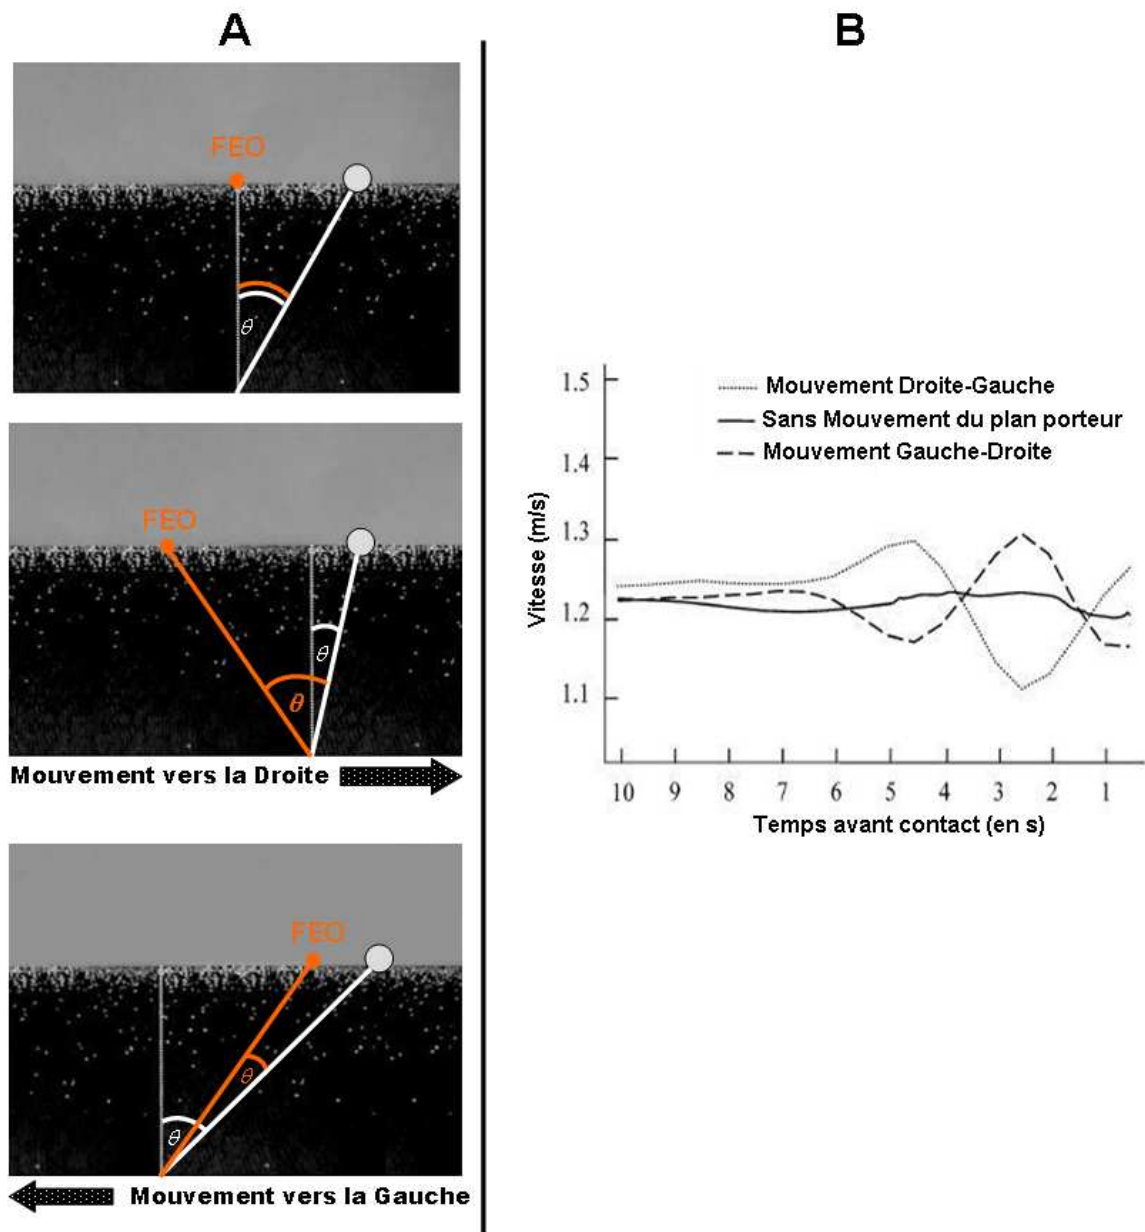 A
FEO
θ
FEO
θ
θ
Mouvement vers la Droite
FEO
θ
θ
Mouvement vers la Gauche
B
1.5
1.4
1.3
1.2
1.1
Vitesse (m/s)
Mouvement Droite-Gauche
Sans Mouvement du plan porteur
Mouvement Gauche-Droite
10 9 8 7 6 5 4 3 2 1
Temps avant contact (en s)